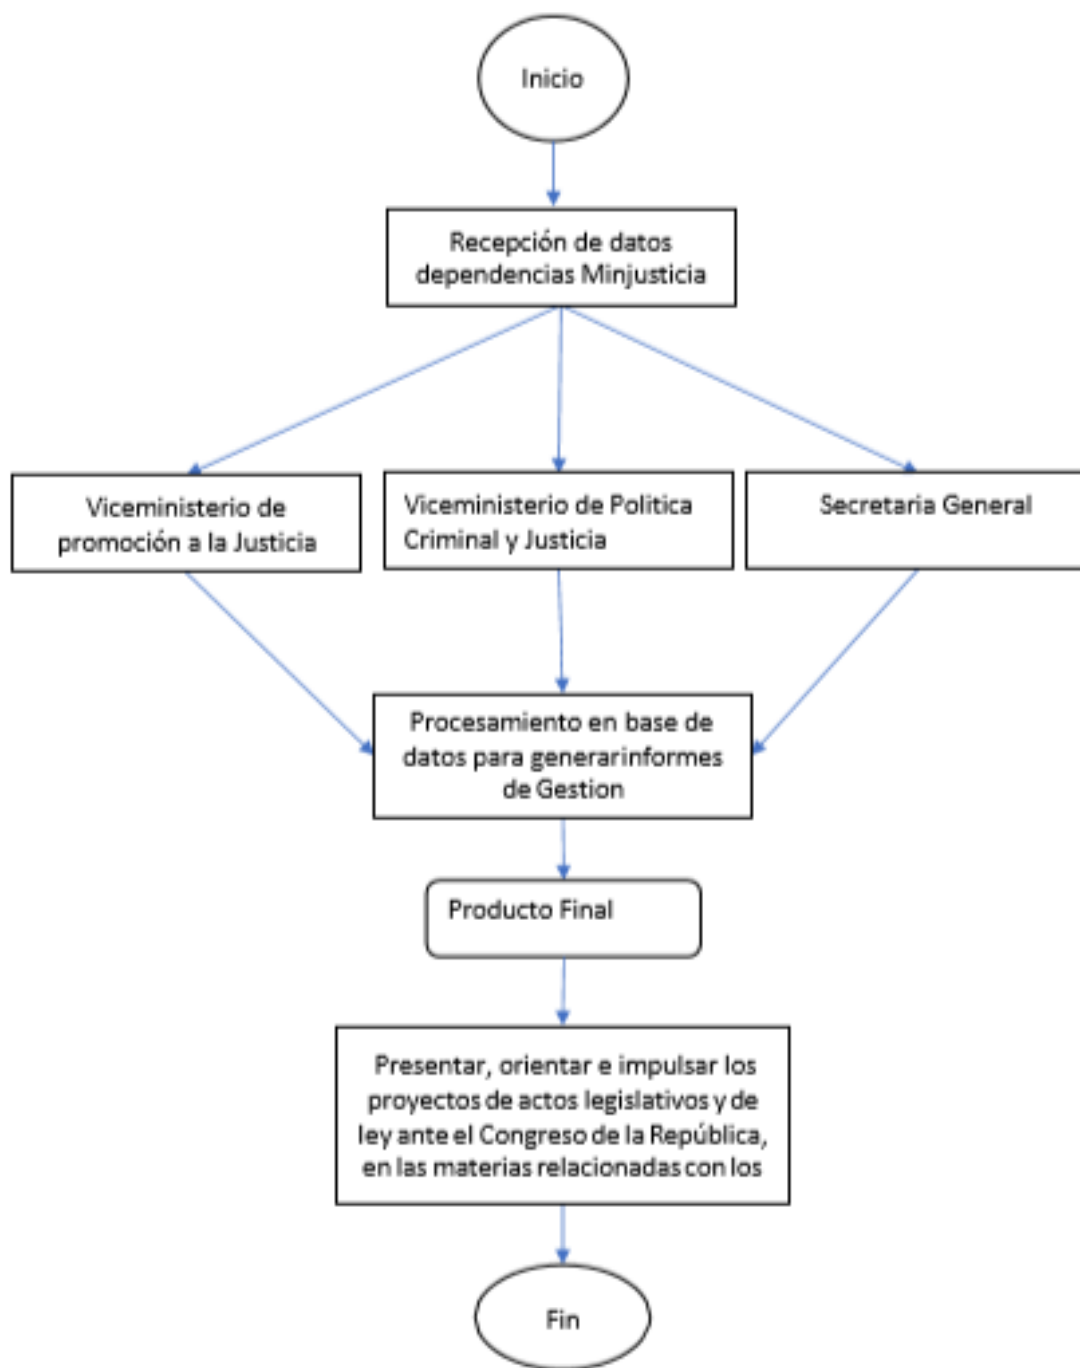 Inicio
Recepción de datos
dependencias Minjusticia
Viceministerio de
promoción a la Justicia
Viceministerio de Politica
Criminal y Justicia
Secretaria General
Procesamiento en base de
datos para generarinformes
de Gestion
Producto Final
Presentar, orientar e impulsar los
proyectos de actos legislativos y de
ley ante el Congreso de la República,
en las materias relacionadas con los
Fin